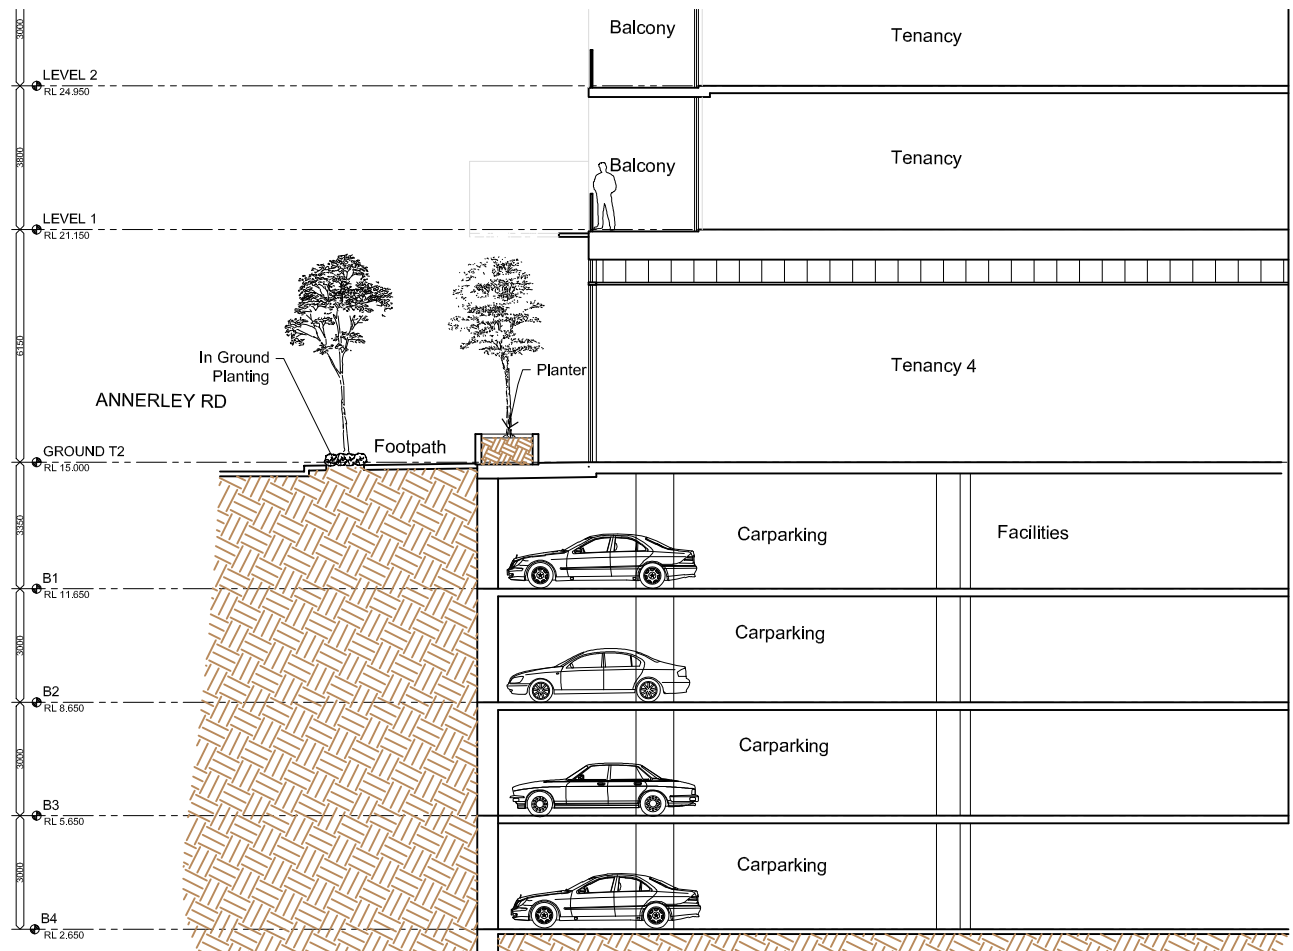 3000
Balcony
Tenancy
LEVEL 2
RL 24.950
3800
Balcony
Tenancy
LEVEL 1
RL 21.150
6150
In Ground
Planting
Planter
Tenancy 4
ANNERLEY RD
Footpath
GROUND T2
RL 15.000
3350
Carparking
Facilities
B1
RL 11.650
3000
Carparking
B2
RL 8.650
3000
Carparking
B3
RL 5.650
3000
Carparking
B4
RL 2.650